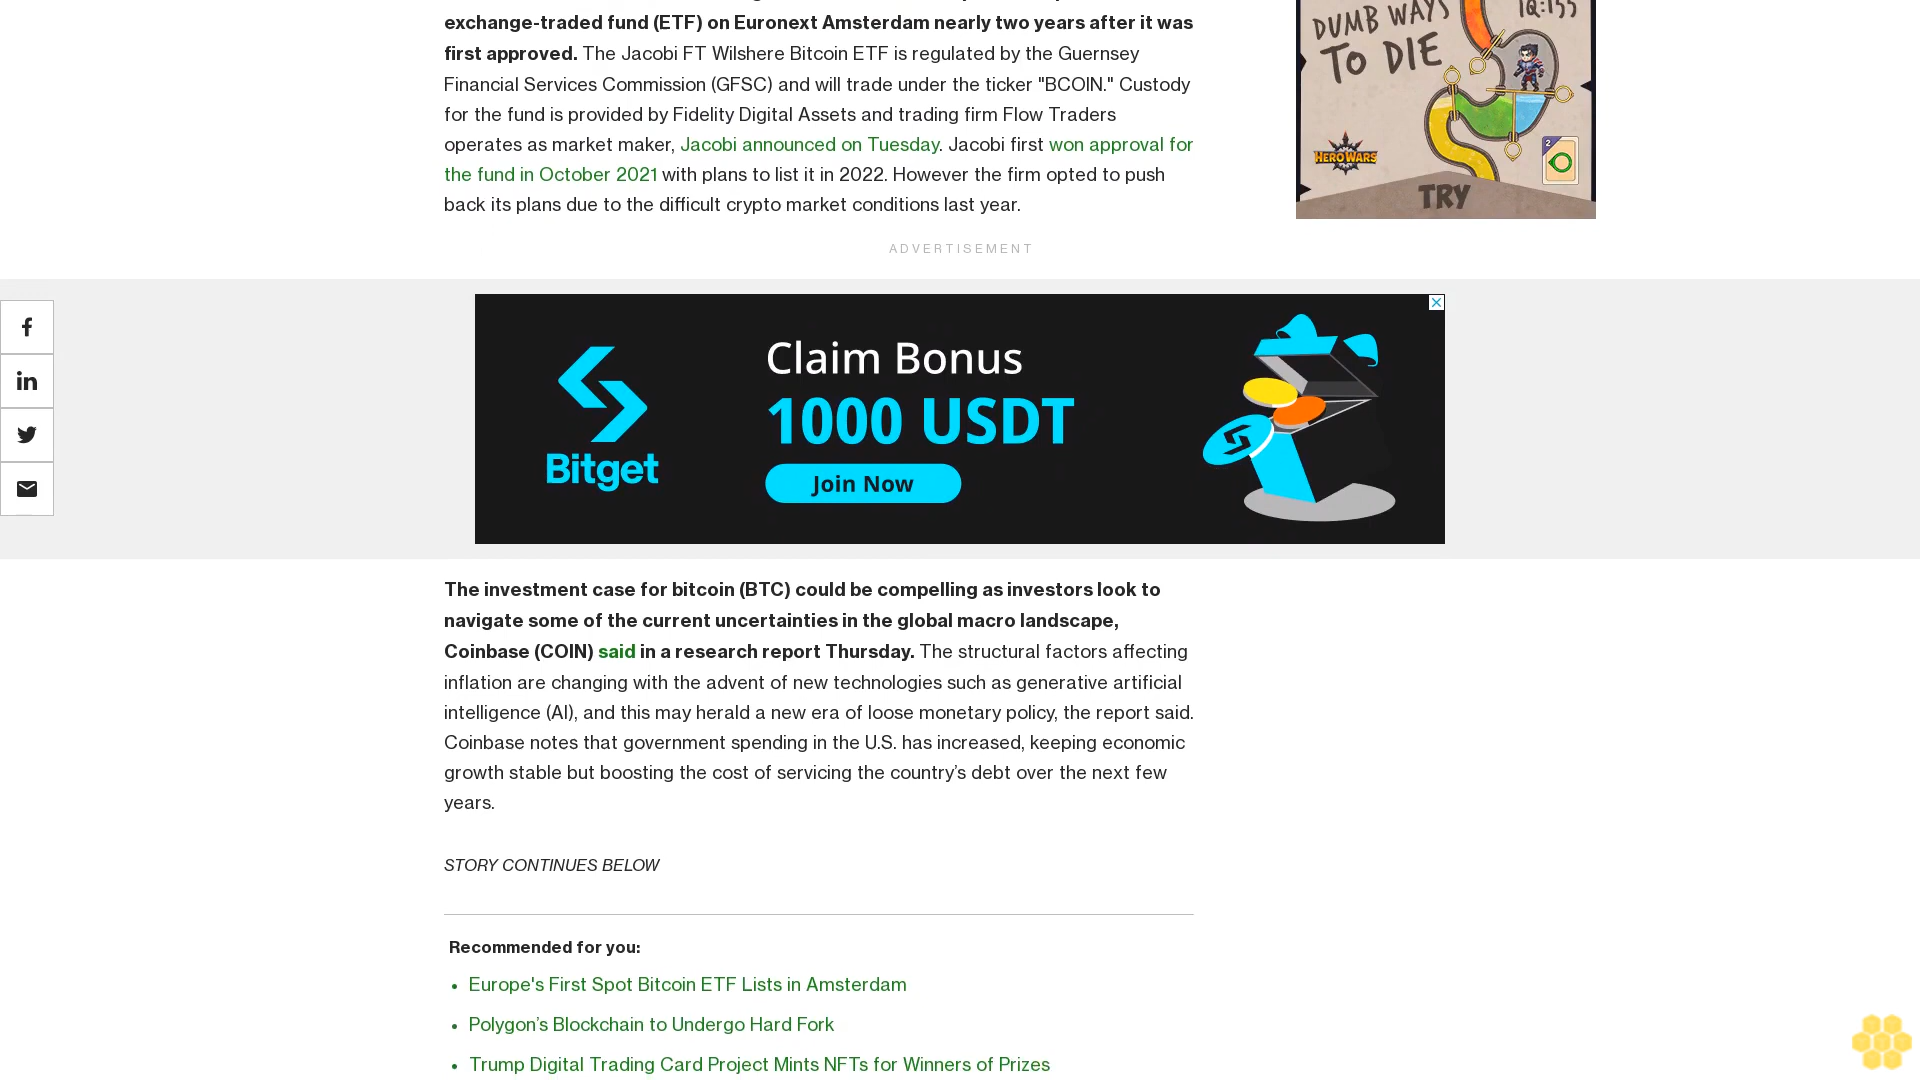 exchange-traded fund (ETF) on Euronext Amsterdam nearly two years after it was
first approved. The Jacobi FT Wilshere Bitcoin ETF is regulated by the Guernsey
Financial Services Commission (GFSC) and will trade under the ticker "BCOIN." Custody
for the fund is provided by Fidelity Digital Assets and trading firm Flow Traders
operates as market maker, Jacobi announced on Tuesday. Jacobi first won approval for
the fund in October 2021 with plans to list it in 2022. However the firm opted to push
back its plans due to the difficult crypto market conditions last year.
DUMB WAYS
TO DIE
IQ:155
HERO WARS
2
TRY
ADVERTISEMENT
Bitget
Claim Bonus
1000 USDT
Join Now
The investment case for bitcoin (BTC) could be compelling as investors look to
navigate some of the current uncertainties in the global macro landscape,
Coinbase (COIN) said in a research report Thursday. The structural factors affecting
inflation are changing with the advent of new technologies such as generative artificial
intelligence (AI), and this may herald a new era of loose monetary policy, the report said.
Coinbase notes that government spending in the U.S. has increased, keeping economic
growth stable but boosting the cost of servicing the country’s debt over the next few
years.
STORY CONTINUES BELOW
Recommended for you:
• Europe's First Spot Bitcoin ETF Lists in Amsterdam
• Polygon’s Blockchain to Undergo Hard Fork
• Trump Digital Trading Card Project Mints NFTs for Winners of Prizes